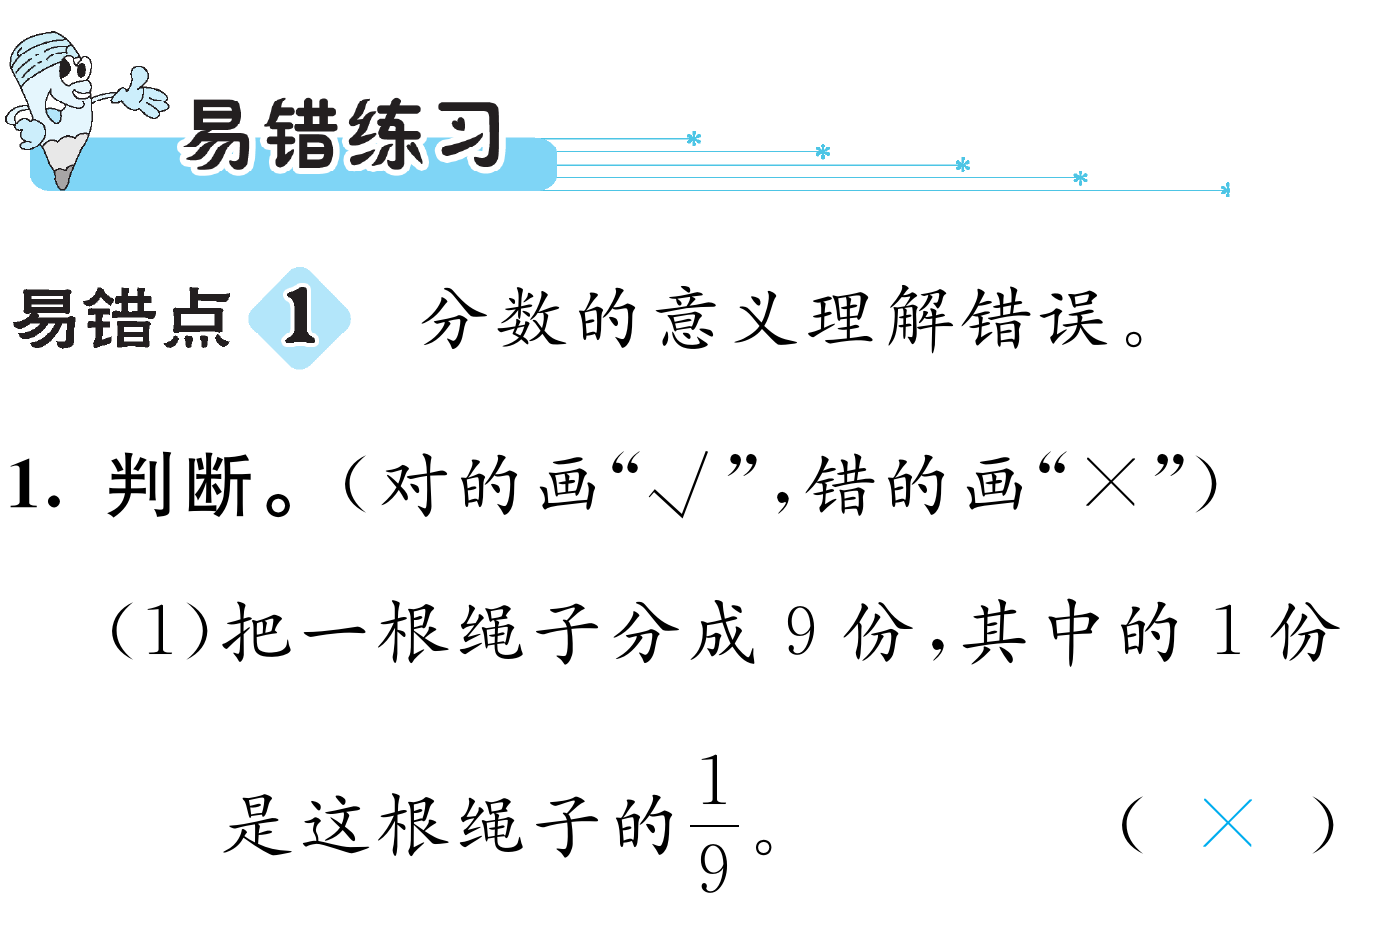 易错练习
易错点 1 分数的意义理解错误。
1. 判断。(对的画“√”,错的画“×”)
(1)把一根绳子分成 9 份,其中的 1 份
是这根绳子的1/9。 ( × )